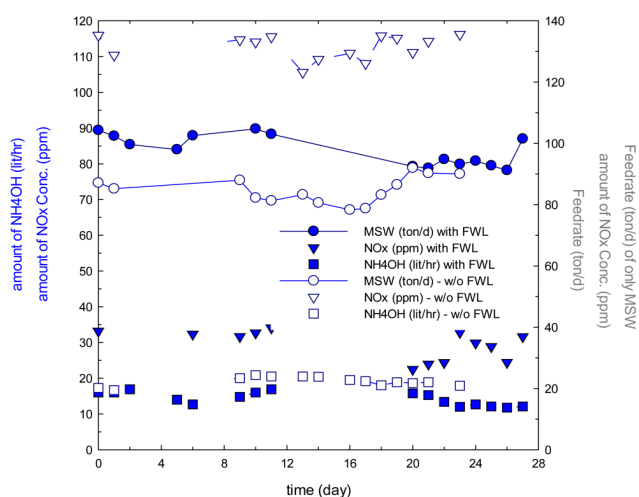 120
110
100
90
80
70
60
50
40
30
20
10
0
140
120
100
80
60
40
20
0
0 4 8 12 16 20 24 28
time (day)
amount of NH4OH (lit/hr)
amount of NOx Conc. (ppm)
Feedrate (ton/d) of only MSW
amount of NOx Conc. (ppm)
Feedrate (ton/d)
MSW (ton/d) with FWL
NOx (ppm) with FWL
NH4OH (lit/hr) with FWL
MSW (ton/d) - w/o FWL
NOx (ppm) - w/o FWL
NH4OH (lit/hr) - w/o FWL